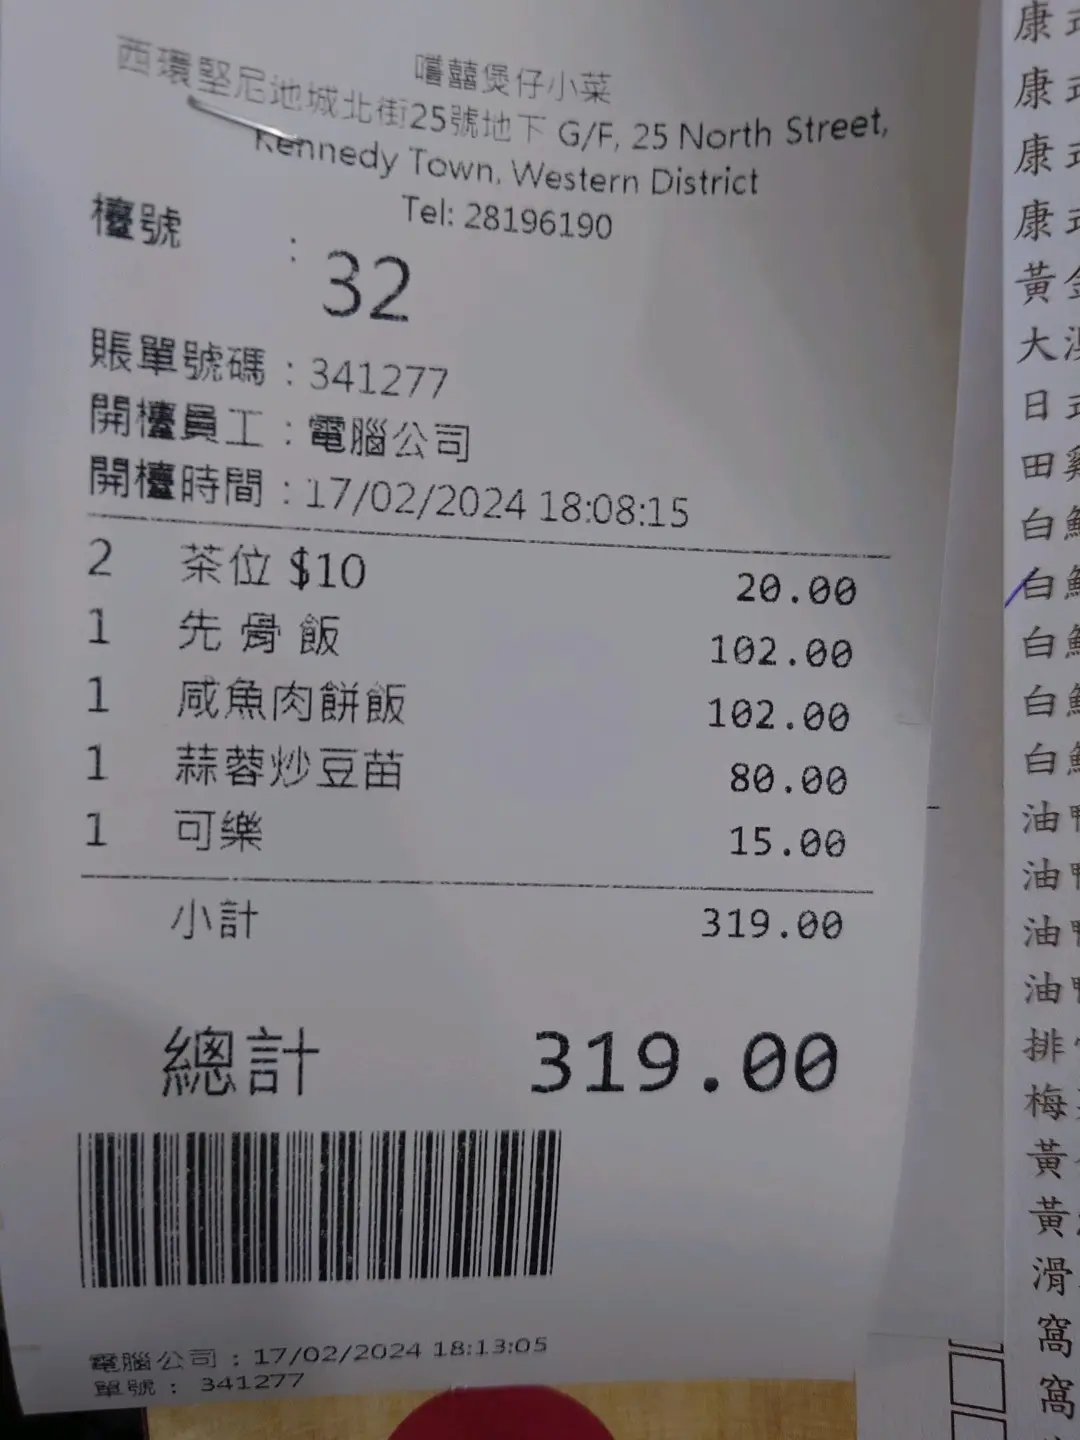 嚐囍煲仔小菜
西環堅尼地城北街25號地下 G/F, 25 North Street,
Kennedy Town, Western District
Tel: 28196190
檯號 : 32
賬單號碼 : 341277
開檯員工 : 電腦公司
開檯時間 : 17/02/2024 18:08:15
2 茶位 $10 20.00
1 先骨飯 102.00
1 咸魚肉餅飯 102.00
1 蒜蓉炒豆苗 80.00
1 可樂 15.00
小計 319.00
總計 319.00
電腦公司 : 17/02/2024 18:13:05
單號 : 341277
康
康
康
康
黃
大
日
田
白
白
白
白
白
油
油
油
油
排
梅
黃
黃
滑
窩
窩